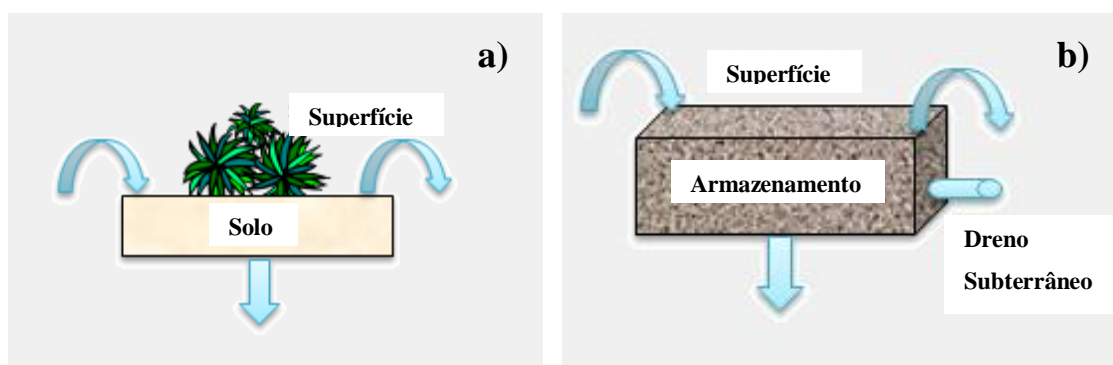 a)
Superfície
Solo
b)
Superfície
Armazenamento
Dreno
Subterrâneo